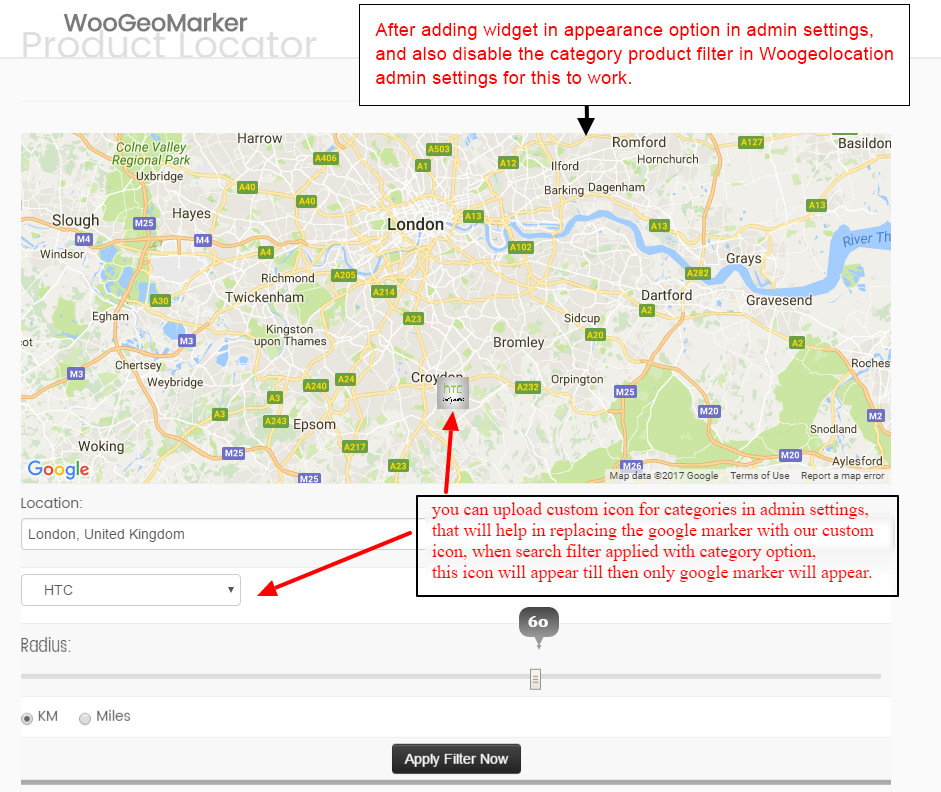 WooGeoMarker
Product Locator
After adding widget in appearance option in admin settings,
and also disable the category product filter in Woogeolocation
admin settings for this to work.
Harrow
Romford
A127
Basildon
Colne Valley
Regional Park
A503
A406
A1
A12
Ilford
Hornchurch
Uxbridge
Barking
Dagenham
A40
A40
A13
Slough
Hayes
M25
London
A13
A13
M4
M4
A102
River Th
Windsor
A4
Grays
Richmond
A205
A282
Twickenham
A214
Dartford
Gravesend
A30
A2
Egham
A23
Sidcup
Kingston
upon Thames
A20
M3
Bromley
A2
ot
Chertsey
Roches
M3
Weybridge
A240
A24
Croydon
A232
Orpington
M25
hTC
A3
A3
A243
Epsom
M20
M2
Snodland
Woking
M25
A217
M20
Aylesford
Google
A23
M26
M25
Map data ©2017 Google
Terms of Use
Report a map error
Location:
London, United Kingdom
you can upload custom icon for categories in admin settings,
that will help in replacing the google marker with our custom
icon, when search filter applied with category option,
this icon will appear till then only google marker will appear.
HTC
60
Radius:
KM
Miles
Apply Filter Now